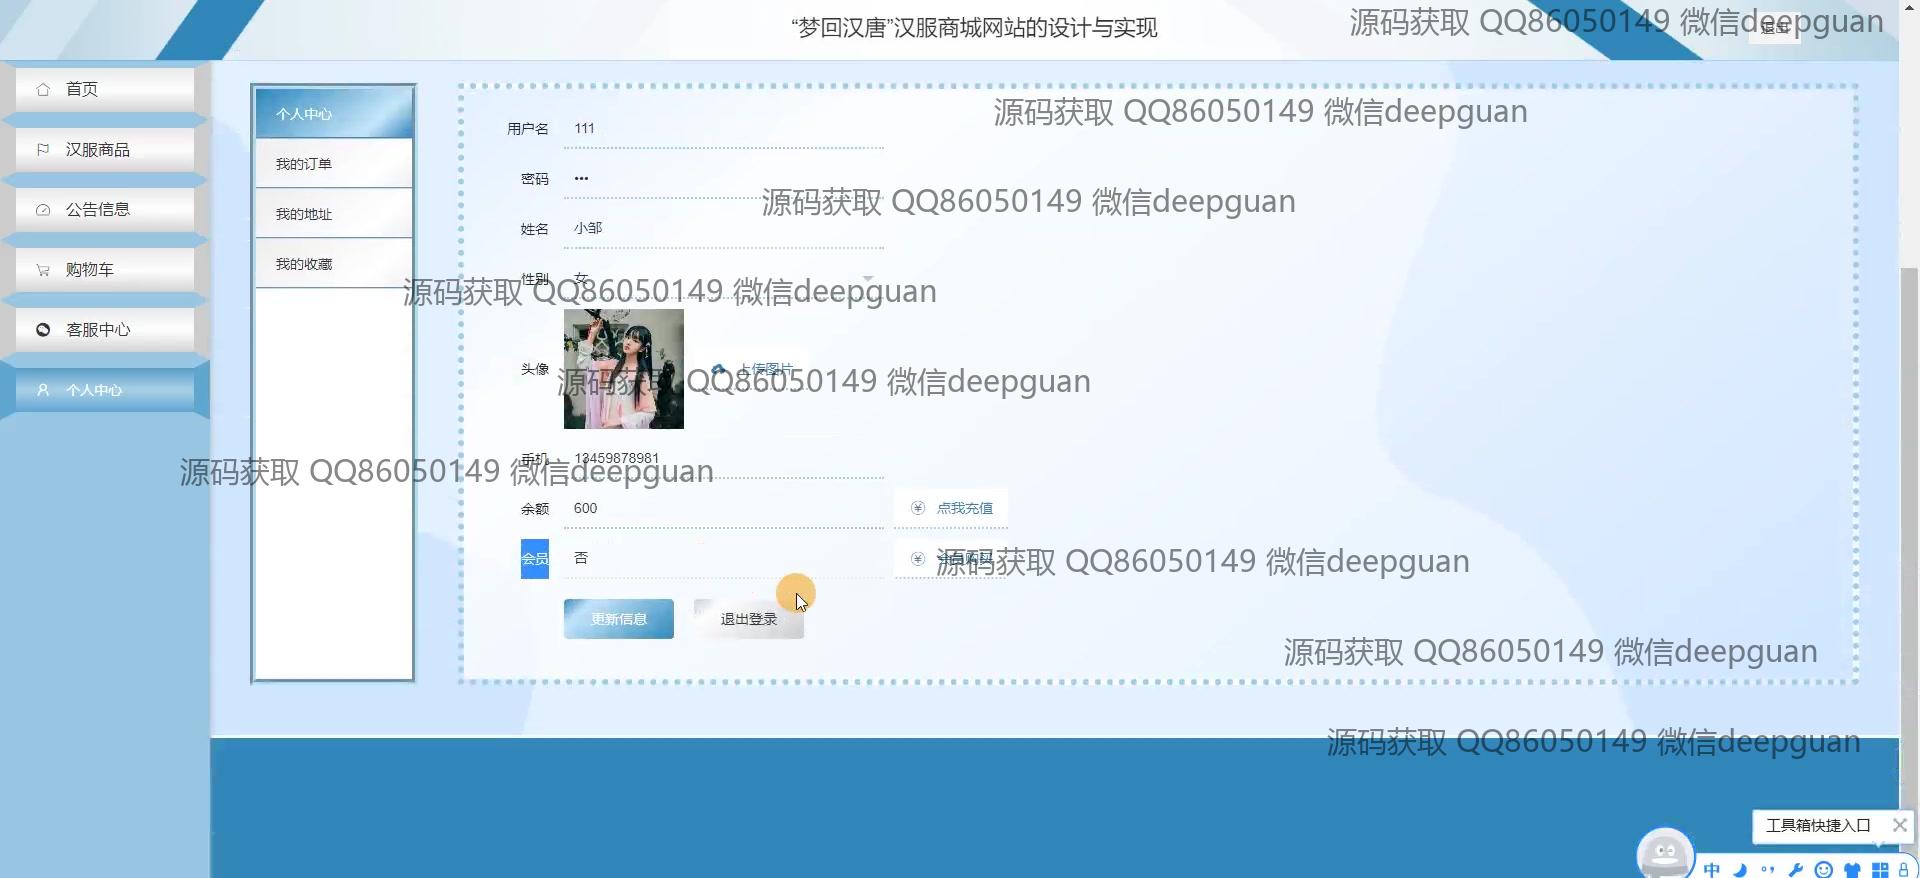 “梦回汉唐”汉服商城网站的设计与实现
源码获取 QQ86050149 微信deepguan
退出
首页
汉服商品
公告信息
购物车
客服中心
个人中心
个人中心
我的订单
我的地址
我的收藏
源码获取 QQ86050149 微信deepguan
用户名 111
密码 •••
源码获取 QQ86050149 微信deepguan
姓名 小邹
性别 女
源码获取 QQ86050149 微信deepguan
头像 上传图片
源码获取 QQ86050149 微信deepguan
手机 13459878981
源码获取 QQ86050149 微信deepguan
余额 600 点我充值
会员 否 会员购买
源码获取 QQ86050149 微信deepguan
更新信息 退出登录
源码获取 QQ86050149 微信deepguan
源码获取 QQ86050149 微信deepguan
工具箱快捷入口
中